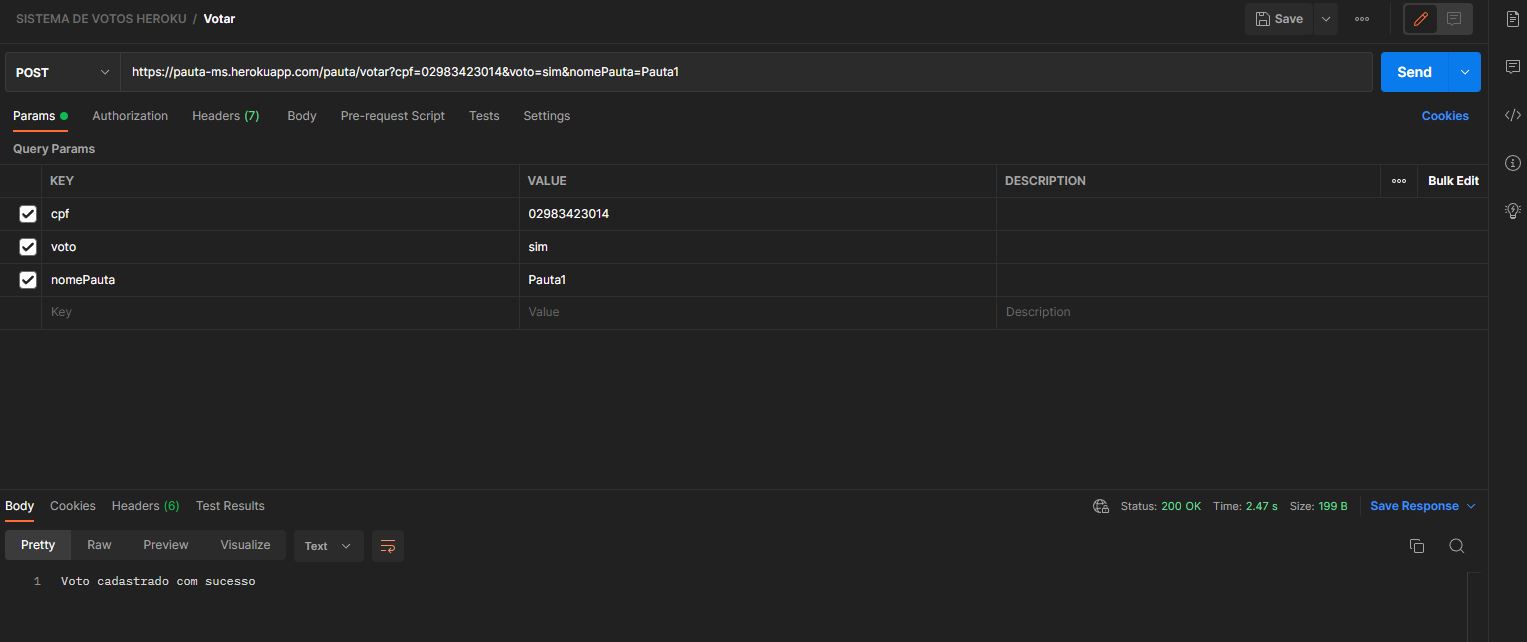 SISTEMA DE VOTOS HEROKU / Votar
Save
POST
https://pauta-ms.herokuapp.com/pauta/votar?cpf=02983423014&voto=sim&nomePauta=Pauta1
Send
Params Authorization Headers (7) Body Pre-request Script Tests Settings Cookies
Query Params
KEY VALUE DESCRIPTION Bulk Edit
cpf 02983423014
voto sim
nomePauta Pauta1
Key Value Description
Body Cookies Headers (6) Test Results Status: 200 OK Time: 2.47 s Size: 199 B Save Response
Pretty Raw Preview Visualize Text
1 Voto cadastrado com sucesso